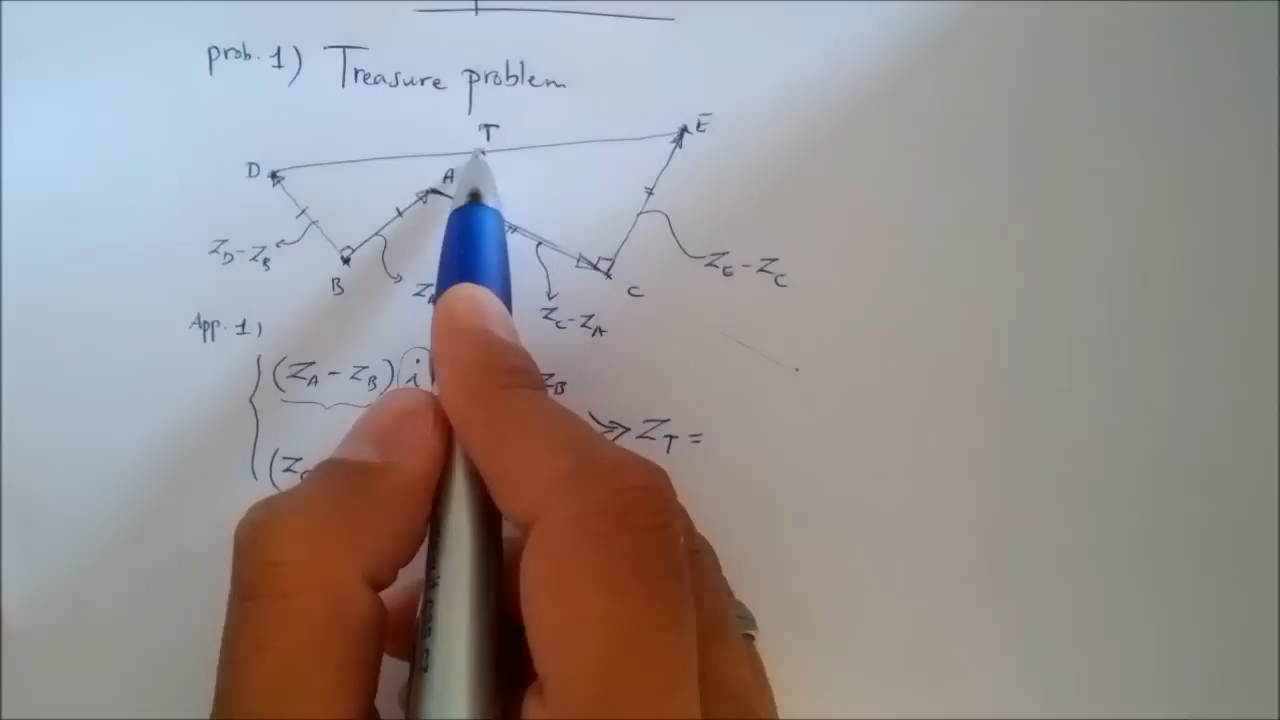 prob. 1) Treasure problem
T
E
D
A
Z_D - Z_B
Z_E - Z_C
B
C
Z_C - Z_A
App. 1)
(Z_A - Z_B) i
Z_B
=> Z_T =